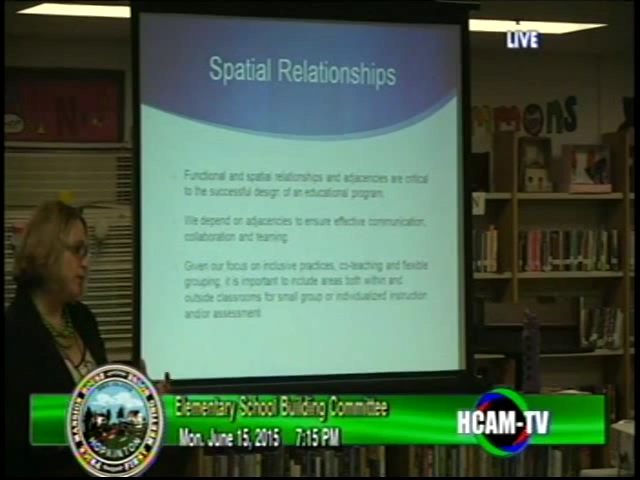 LIVE
Spatial Relationships
Functional and spatial relationships and adjacencies are critical
to the successful design of an educational program.
We depend on adjacencies to ensure effective communication,
collaboration and teaming.
Given our focus on inclusive practices, co-teaching and flexible
grouping, it is important to include areas both within and
outside classrooms for small group or individualized instruction
and/or assessment
mmons
Elementary School Building Committee
Mon. June 15, 2015 7:15 PM
HCAM-TV
HOPKINTON